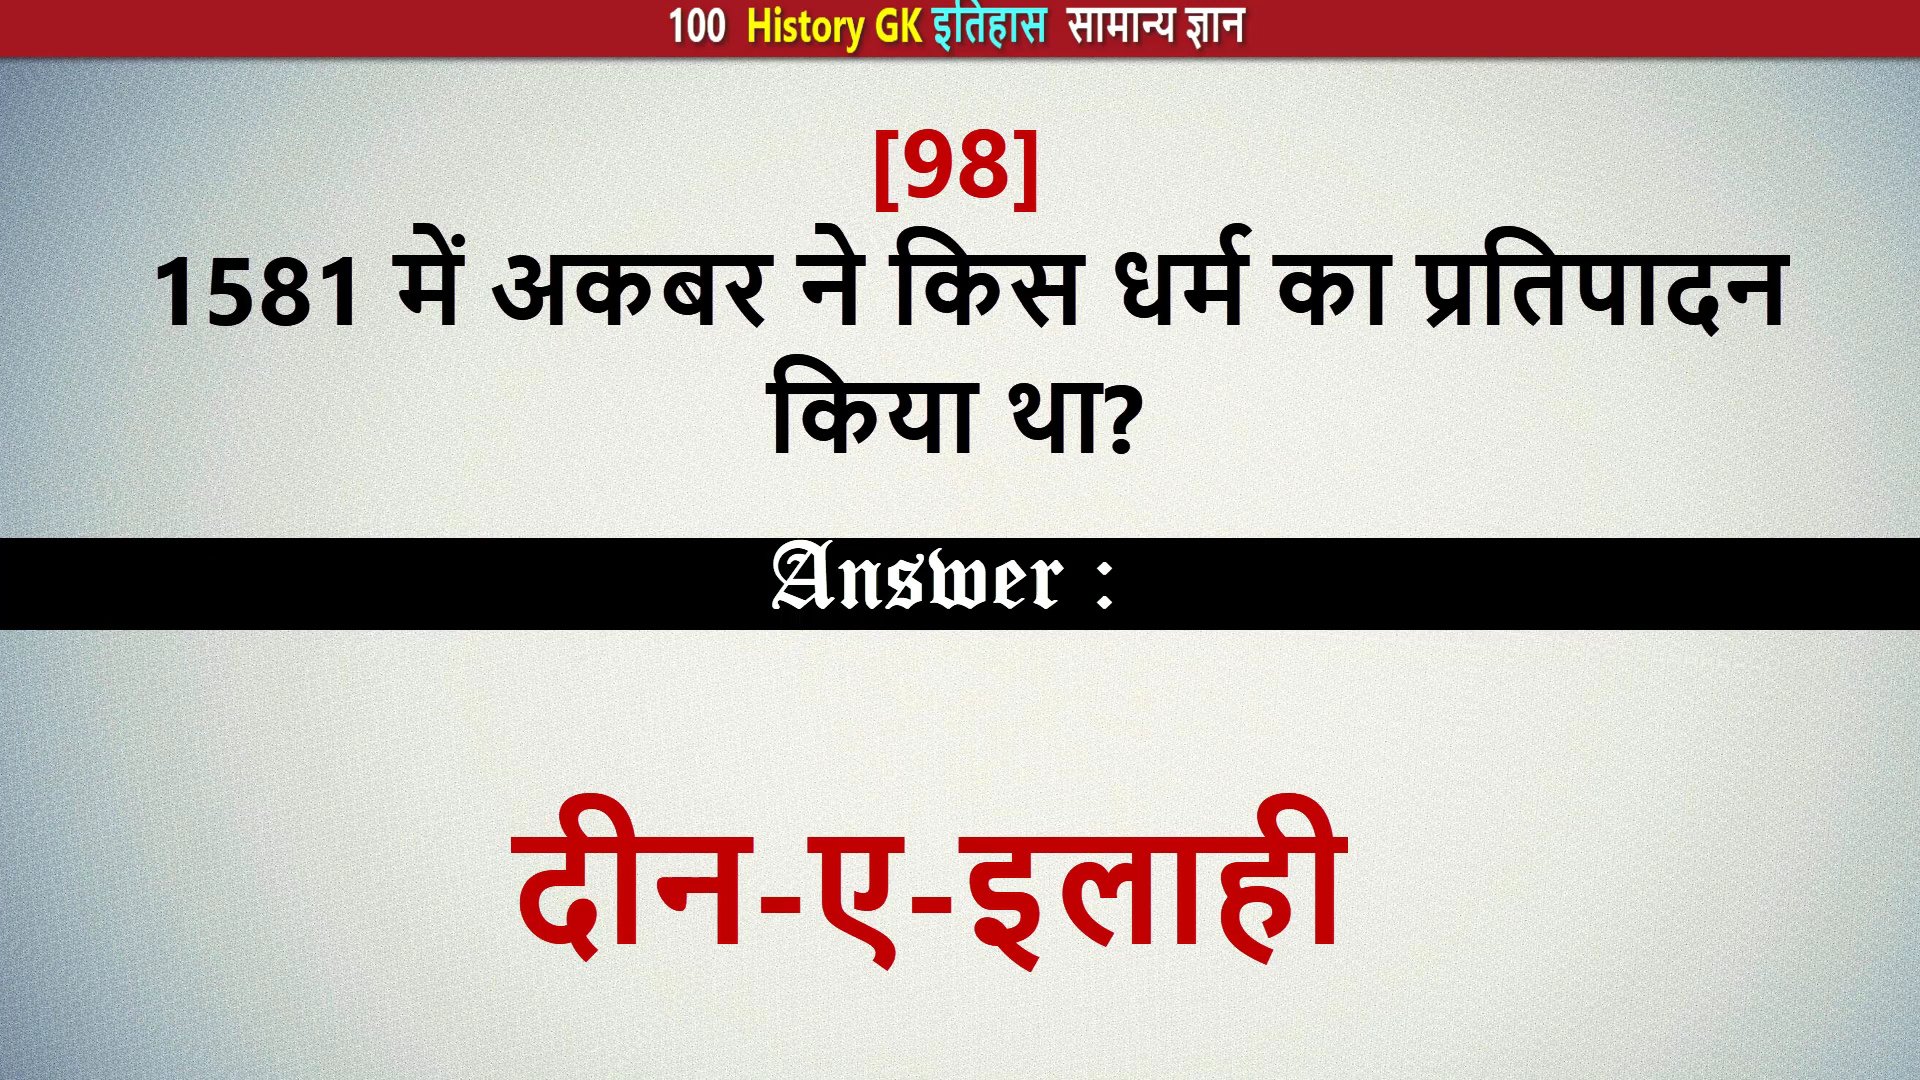 100 History GK इतिहास सामान्य ज्ञान
[98]
1581 में अकबर ने किस धर्म का प्रतिपादन
किया था?
Answer :
दीन-ए-इलाही